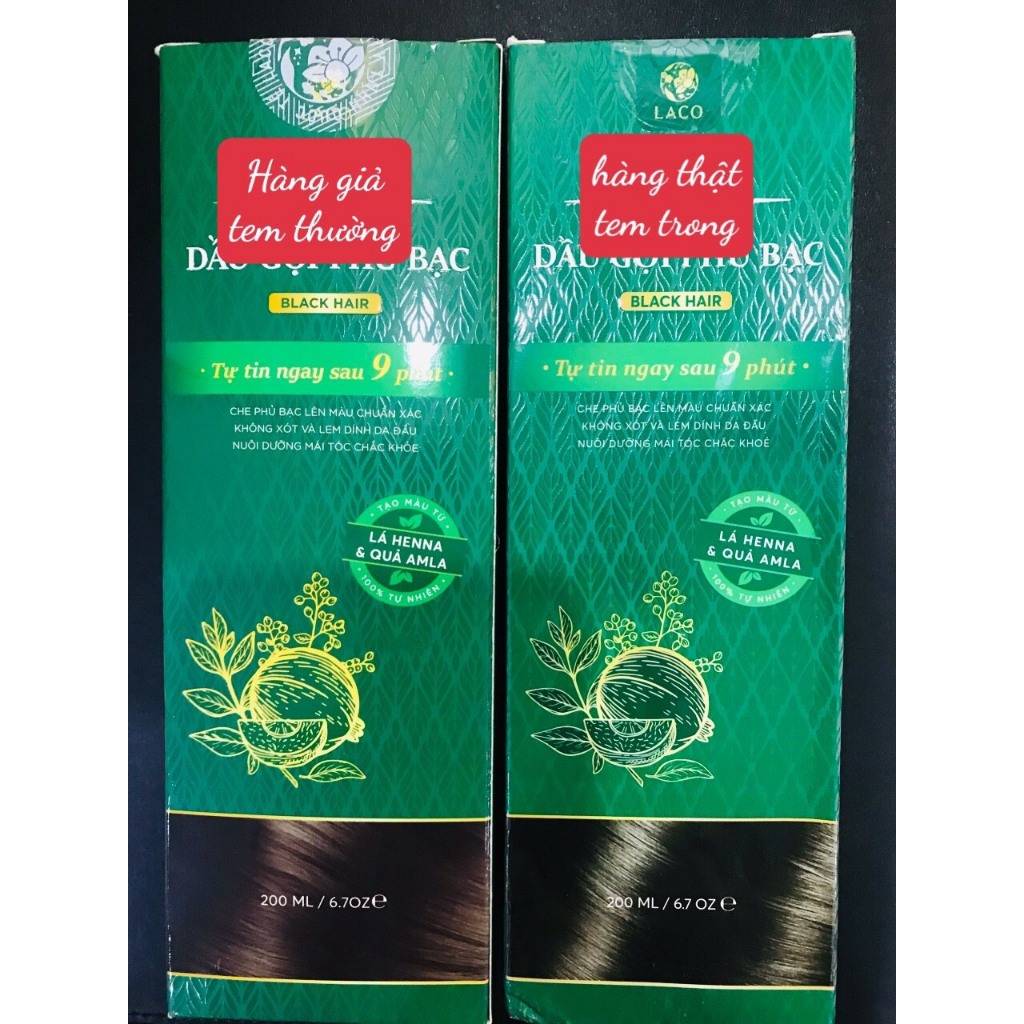 Hàng giả
tem thường
DẦU GỘI PHỦ BẠC
BLACK HAIR
• Tự tin ngay sau 9 phút •
CHE PHỦ BẠC LÊN MÀU CHUẨN XÁC
KHÔNG XÓT VÀ LEM DÍNH DA ĐẦU
NUÔI DƯỠNG MÁI TÓC CHẮC KHỎE
TẠO MÀU TỪ
LÁ HENNA
& QUẢ AMLA
100% TỰ NHIÊN
200 ML / 6.7OZ℮
LACO
hàng thật
tem trong
DẦU GỘI PHỦ BẠC
BLACK HAIR
• Tự tin ngay sau 9 phút •
CHE PHỦ BẠC LÊN MÀU CHUẨN XÁC
KHÔNG XÓT VÀ LEM DÍNH DA ĐẦU
NUÔI DƯỠNG MÁI TÓC CHẮC KHỎE
TẠO MÀU TỪ
LÁ HENNA
& QUẢ AMLA
100% TỰ NHIÊN
200 ML / 6.7 OZ ℮